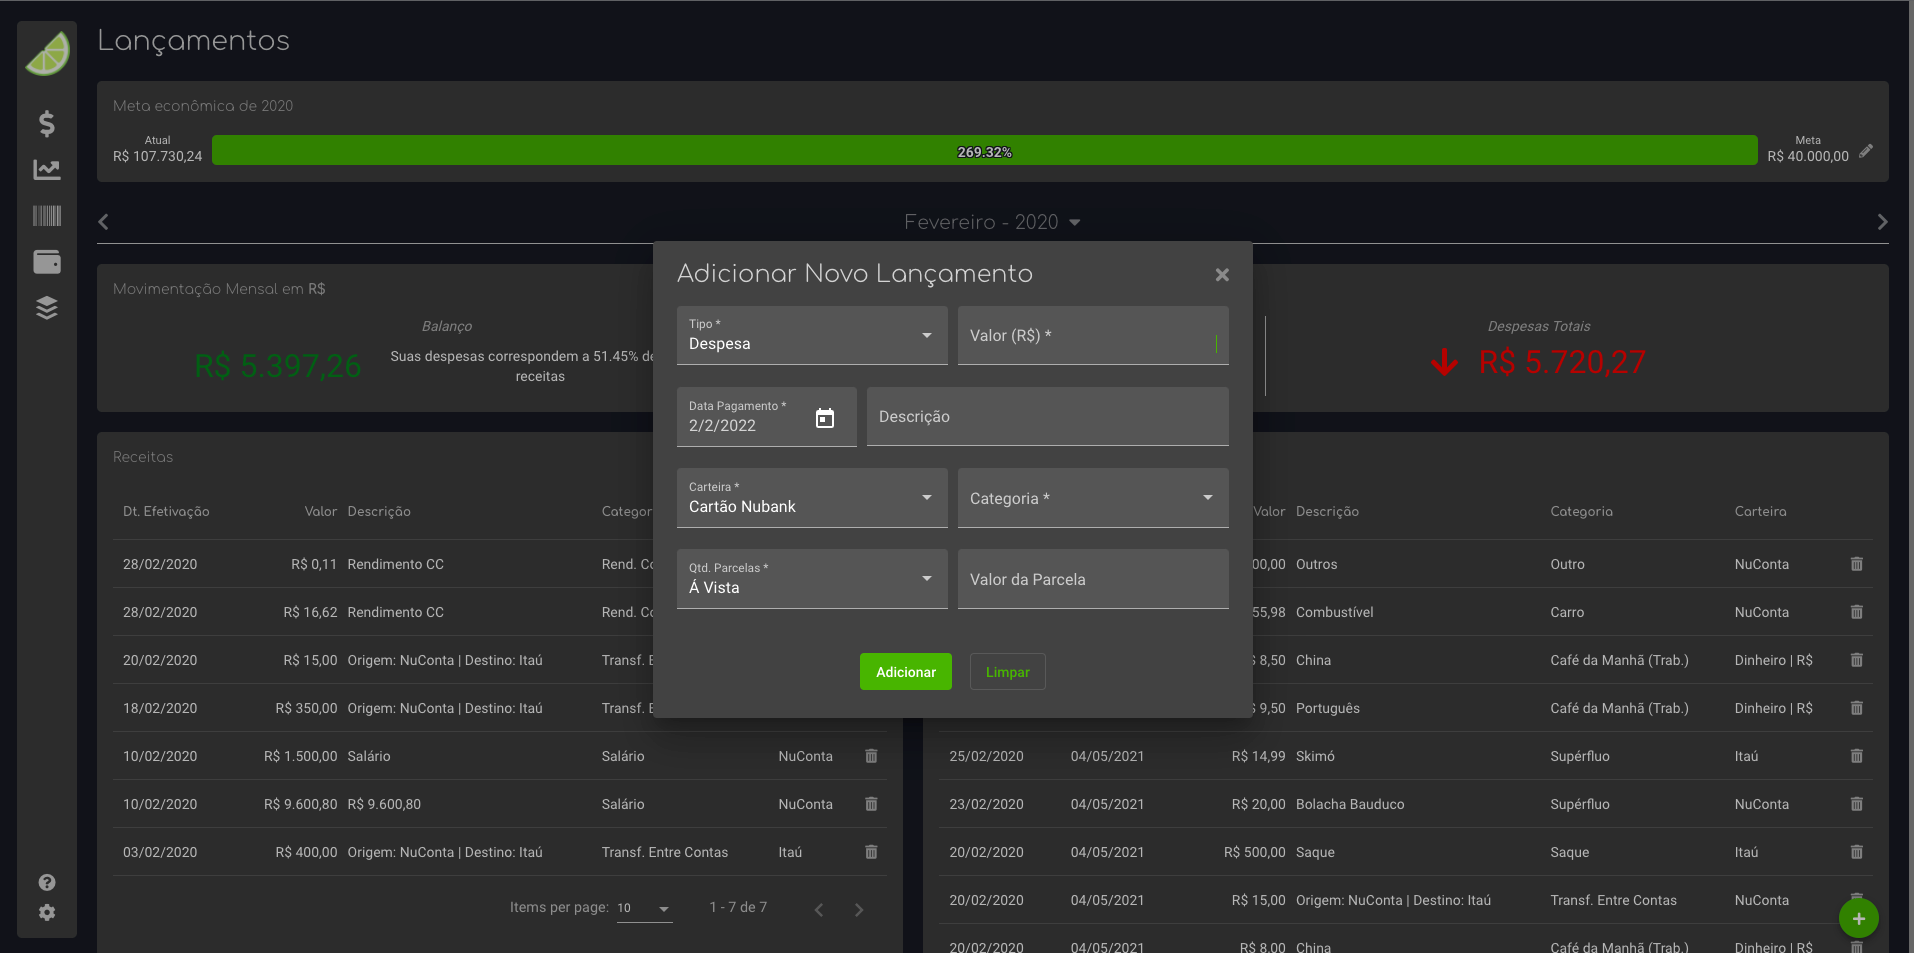 Lançamentos
Meta econômica de 2020
Atual
R$ 107.730,24
269.32%
Meta
R$ 40.000,00
Fevereiro - 2020
Movimentação Mensal em R$
Balanço
R$ 5.397,26
Suas despesas correspondem a 51.45% de
receitas
Despesas Totais
R$ 5.720,27
Adicionar Novo Lançamento
Tipo *
Despesa
Valor (R$) *
Data Pagamento *
2/2/2022
Descrição
Carteira *
Cartão Nubank
Categoria *
Qtd. Parcelas *
Á Vista
Valor da Parcela
Adicionar
Limpar
Receitas
Dt. Efetivação Valor Descrição Categor
28/02/2020 R$ 0,11 Rendimento CC Rend. Co
28/02/2020 R$ 16,62 Rendimento CC Rend. Co
20/02/2020 R$ 15,00 Origem: NuConta | Destino: Itaú Transf. E
18/02/2020 R$ 350,00 Origem: NuConta | Destino: Itaú Transf. E
10/02/2020 R$ 1.500,00 Salário Salário NuConta
10/02/2020 R$ 9.600,80 R$ 9.600,80 Salário NuConta
03/02/2020 R$ 400,00 Origem: NuConta | Destino: Itaú Transf. Entre Contas Itaú
Items per page: 10 1 - 7 de 7
Valor Descrição Categoria Carteira
00,00 Outros Outro NuConta
55,98 Combustível Carro NuConta
8,50 China Café da Manhã (Trab.) Dinheiro | R$
9,50 Português Café da Manhã (Trab.) Dinheiro | R$
25/02/2020 04/05/2021 R$ 14,99 Skimó Supérfluo Itaú
23/02/2020 04/05/2021 R$ 20,00 Bolacha Bauduco Supérfluo NuConta
20/02/2020 04/05/2021 R$ 500,00 Saque Saque Itaú
20/02/2020 04/05/2021 R$ 15,00 Origem: NuConta | Destino: Itaú Transf. Entre Contas NuConta
20/02/2020 04/05/2021 R$ 8,00 China Café da Manhã (Trab.) Dinheiro | R$